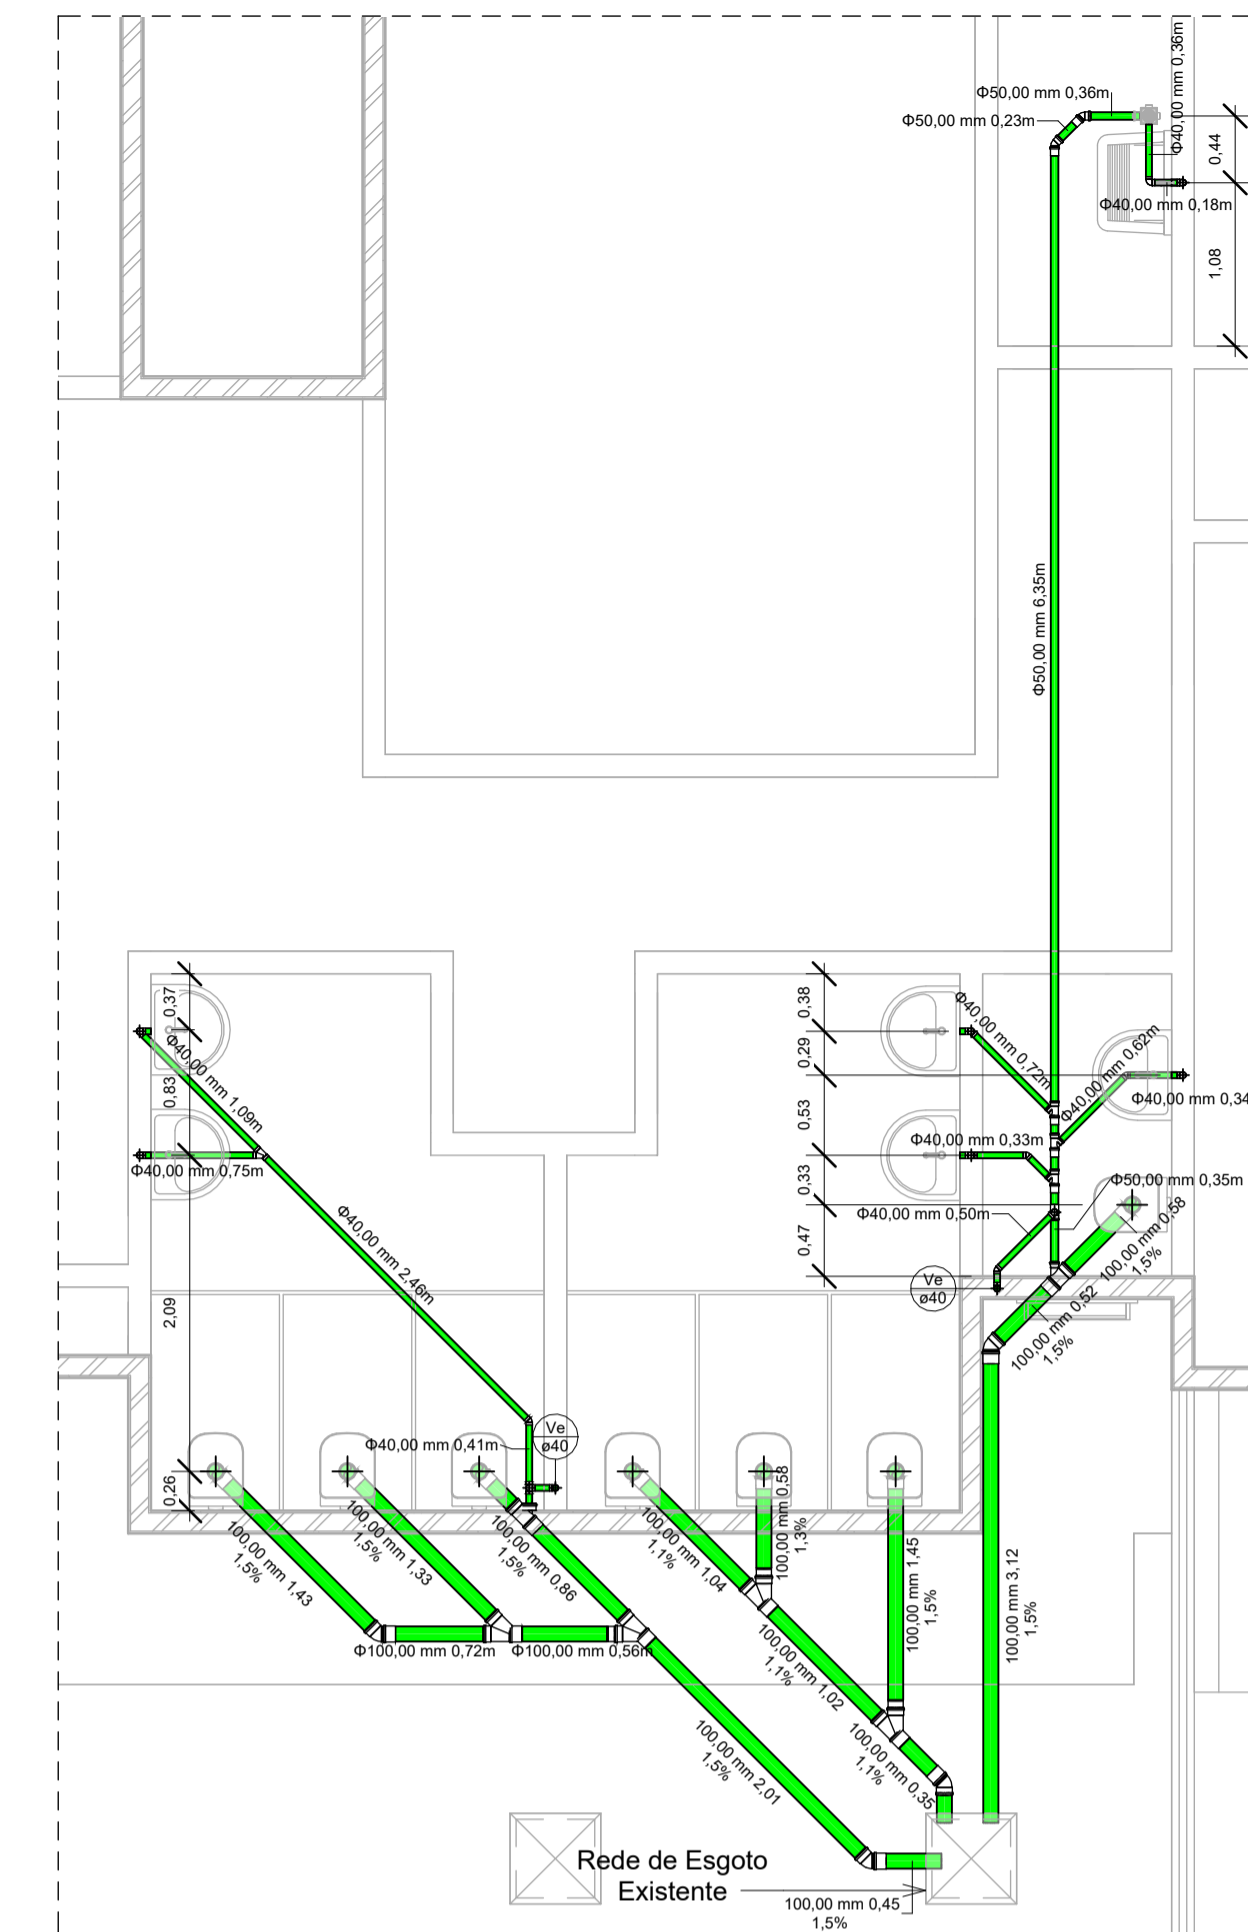 Φ50,00 mm 0,36m
Φ50,00 mm 0,23m
Φ40,00 mm 0,36m
0,44
Φ40,00 mm 0,18m
1,08
Φ50,00 mm 6,35m
0,37
Φ40,00 mm 1,09m
0,83
Φ40,00 mm 0,75m
Φ40,00 mm 2,46m
2,09
0,26
Φ40,00 mm 0,41m
Ve
ø40
0,38
0,29
0,53
0,33
0,47
Φ40,00 mm 0,72m
Φ40,00 mm 0,62m
Φ40,00 mm 0,34
Φ40,00 mm 0,33m
Φ50,00 mm 0,35m
Φ40,00 mm 0,50m
Ve
ø40
100,00 mm 0,58
1,5%
100,00 mm 0,52
1,5%
100,00 mm 1,43
1,5%
100,00 mm 1,33
1,5%
100,00 mm 0,86
1,5%
100,00 mm 1,04
1,1%
100,00 mm 0,58
1,3%
100,00 mm 1,45
1,5%
100,00 mm 3,12
1,5%
Φ100,00 mm 0,72m
Φ100,00 mm 0,56m
100,00 mm 1,02
1,1%
100,00 mm 0,35
1,1%
100,00 mm 2,01
1,5%
Rede de Esgoto
Existente
100,00 mm 0,45
1,5%